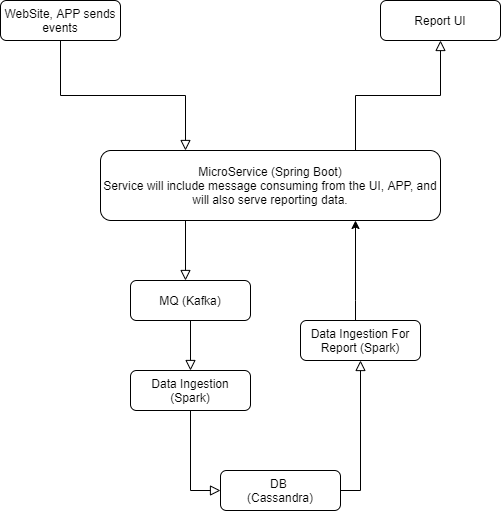 WebSite, APP sends
events
Report UI
MicroService (Spring Boot)
Service will include message consuming from the UI, APP, and
will also serve reporting data.
MQ (Kafka)
Data Ingestion For
Report (Spark)
Data Ingestion
(Spark)
DB
(Cassandra)